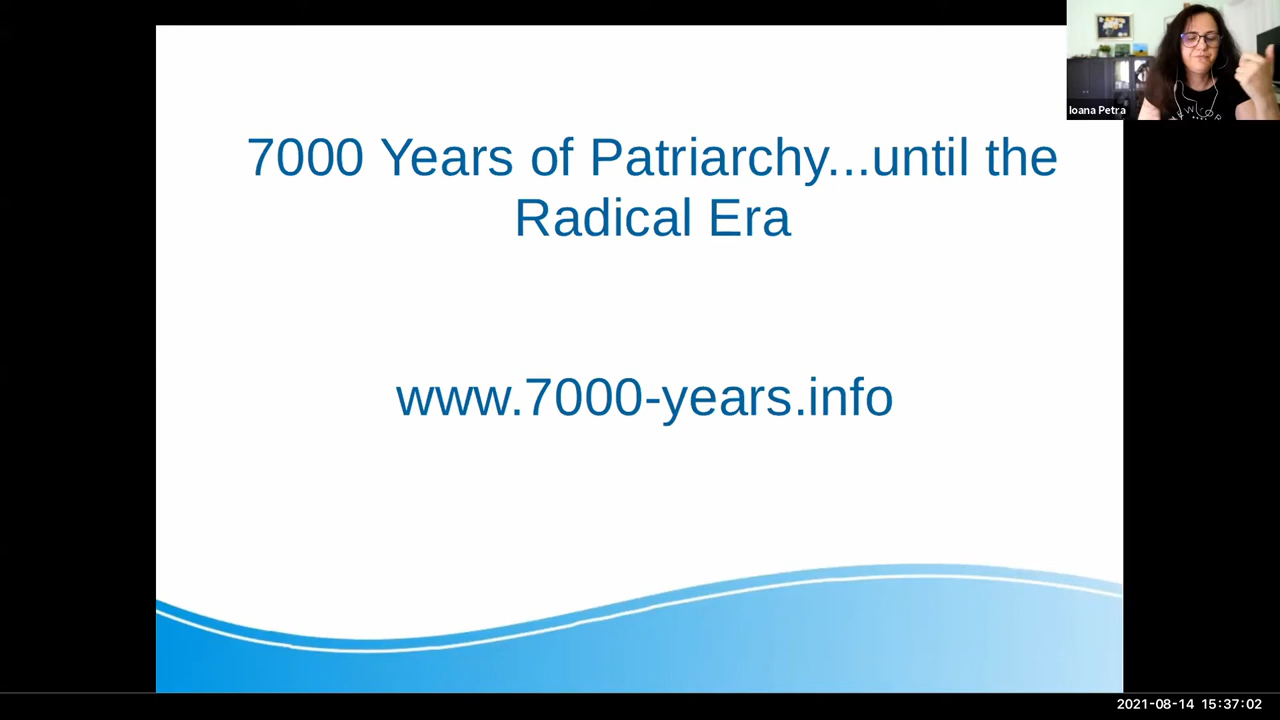 7000 Years of Patriarchy...until the
Radical Era
www.7000-years.info
Ioana Petra
2021-08-14 15:37:02